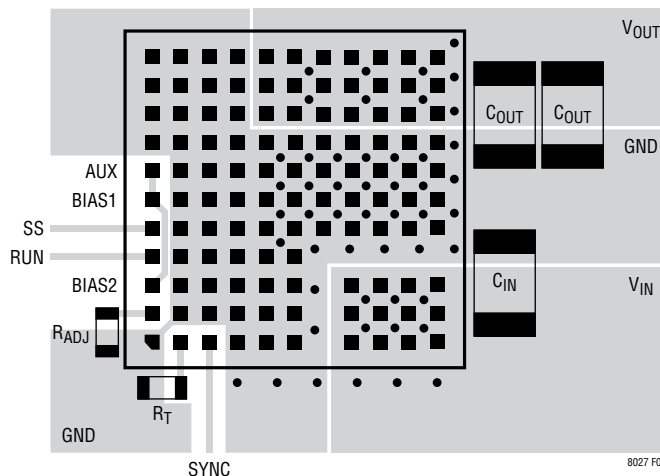 VOUT
COUT COUT
GND
AUX
BIAS1
SS
RUN
BIAS2
CIN
VIN
RADJ
RT
GND
SYNC
8027 F0